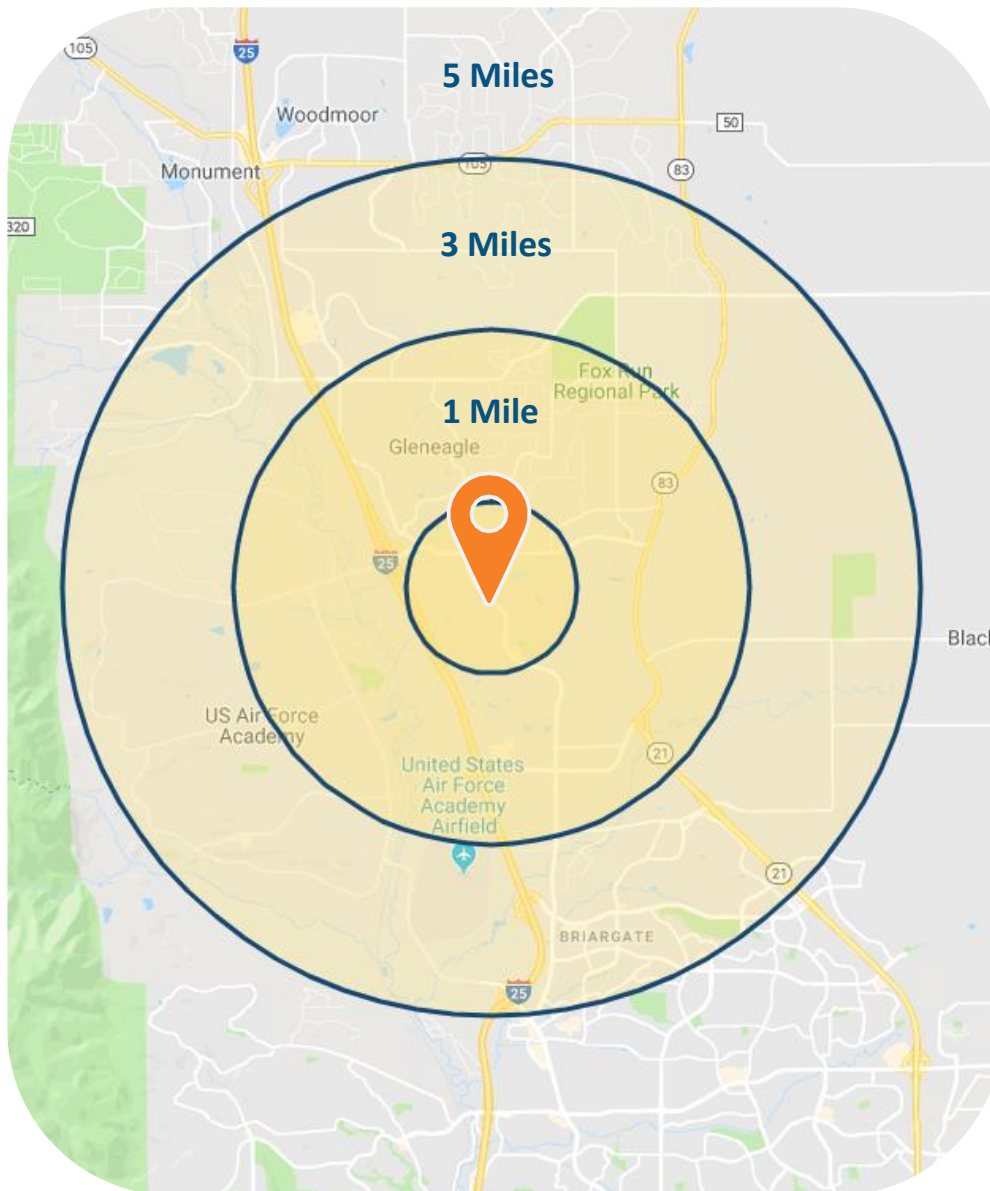 105
25
5 Miles
Woodmoor
50
Monument
105
83
320
3 Miles
Fox Run
Regional Park
1 Mile
Gleneagle
83
25
Blac
US Air Force
Academy
21
United States
Air Force
Academy
Airfield
21
BRIARGATE
25